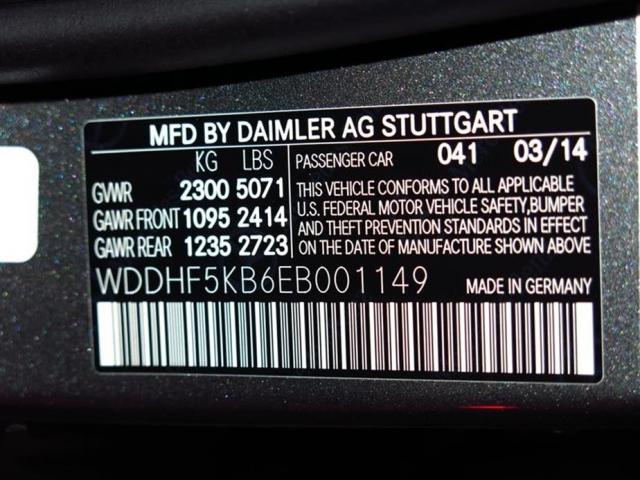 MFD BY DAIMLER AG STUTTGART
KG LBS PASSENGER CAR 041 03/14
GVWR 2300 5071 THIS VEHICLE CONFORMS TO ALL APPLICABLE
GAWR FRONT 1095 2414 U.S. FEDERAL MOTOR VEHICLE SAFETY, BUMPER
AND THEFT PREVENTION STANDARDS IN EFFECT
GAWR REAR 1235 2723 ON THE DATE OF MANUFACTURE SHOWN ABOVE
WDDHF5KB6EB001149 MADE IN GERMANY